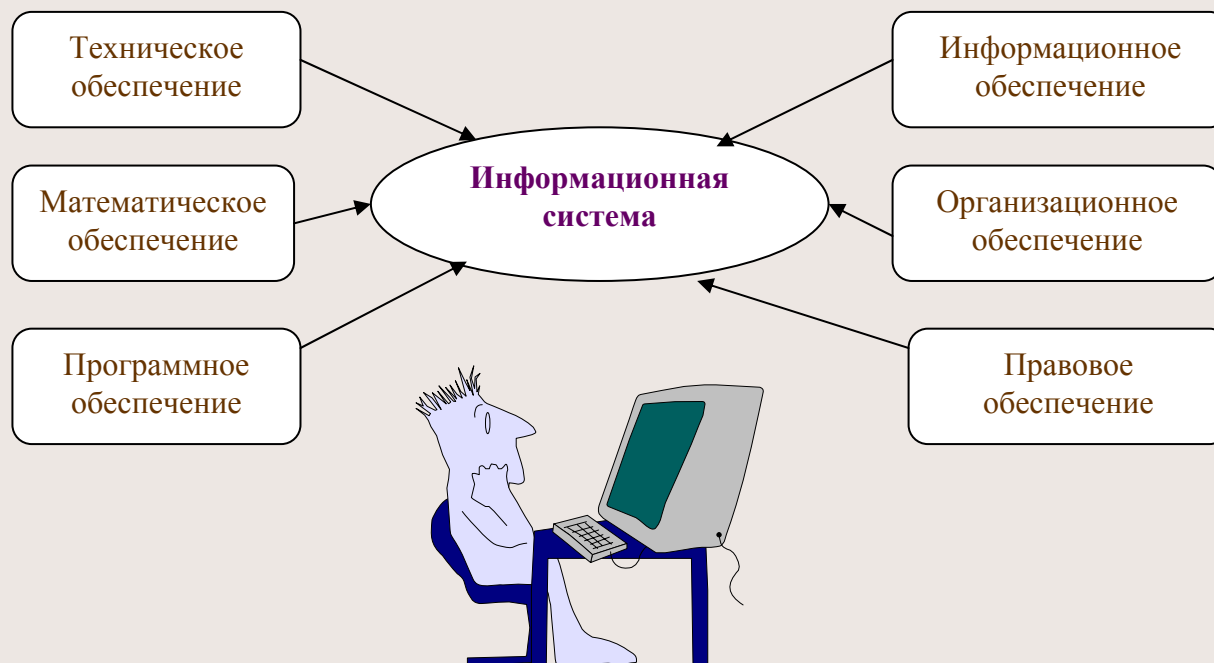 Техническое
обеспечение
Информационное
обеспечение
Информационная
система
Математическое
обеспечение
Организационное
обеспечение
Программное
обеспечение
Правовое
обеспечение